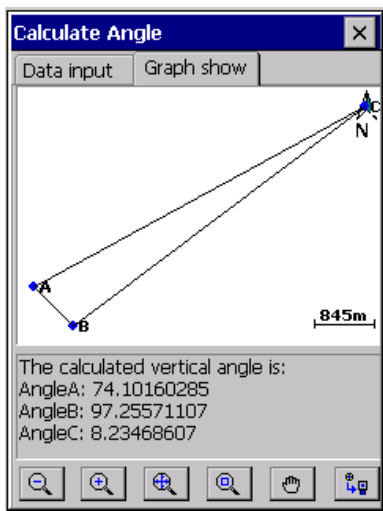 Calculate Angle
Data input Graph show
C
N
A
B
845m
The calculated vertical angle is:
AngleA: 74.10160285
AngleB: 97.25571107
AngleC: 8.23468607